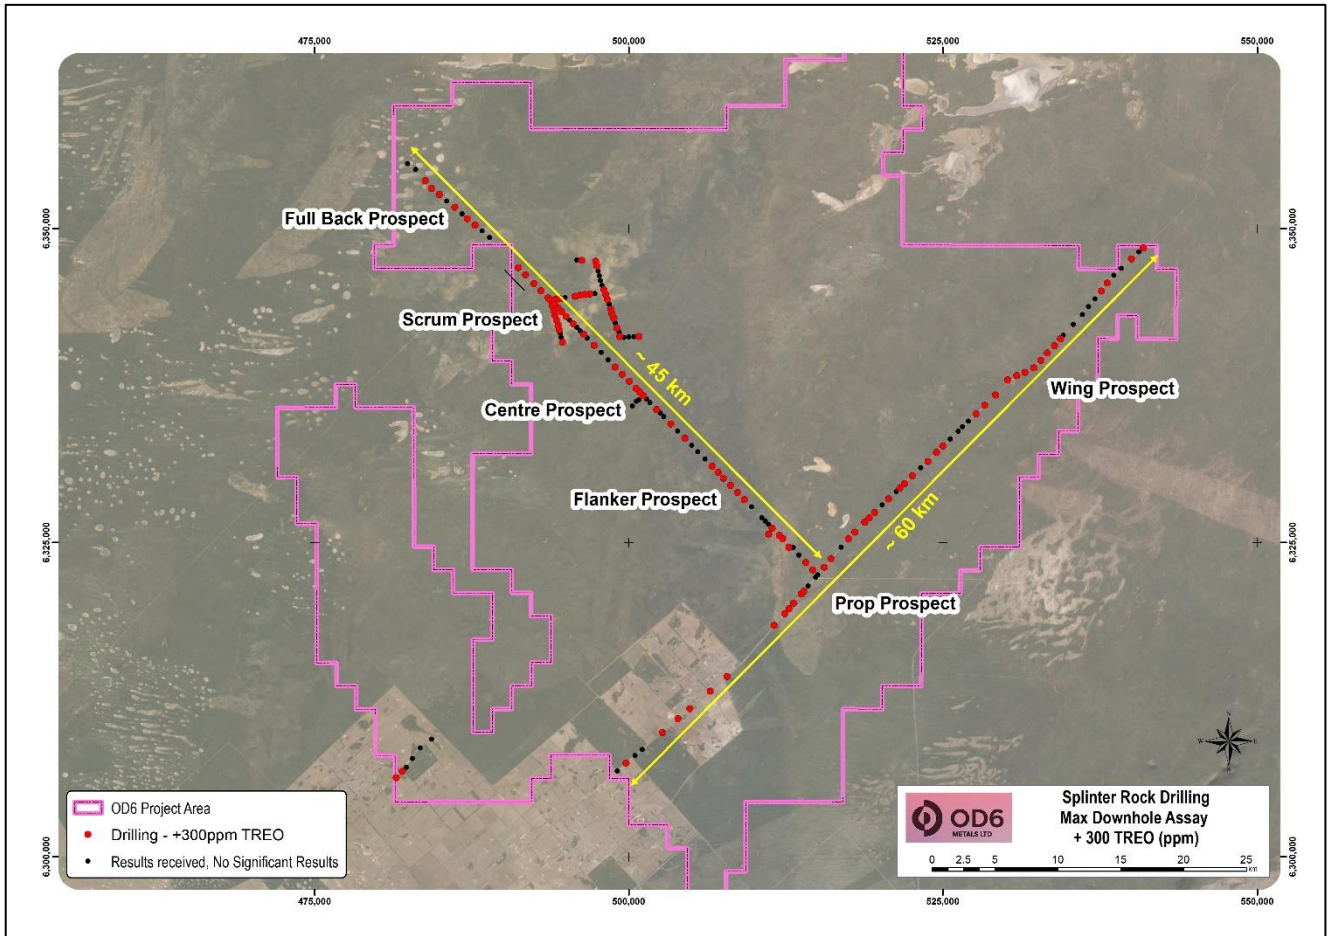 475,000
500,000
525,000
550,000
6,350,000
6,350,000
Full Back Prospect
Scrum Prospect
~ 45 km
Wing Prospect
Centre Prospect
Flanker Prospect
~ 60 km
6,325,000
6,325,000
Prop Prospect
N
W
E
S
OD6 Project Area
Drilling - +300ppm TREO
Results received, No Significant Results
OD6
METALS LTD
Splinter Rock Drilling
Max Downhole Assay
+ 300 TREO (ppm)
0 2.5 5 10 15 20 25
km
6,300,000
6,300,000
475,000
500,000
525,000
550,000